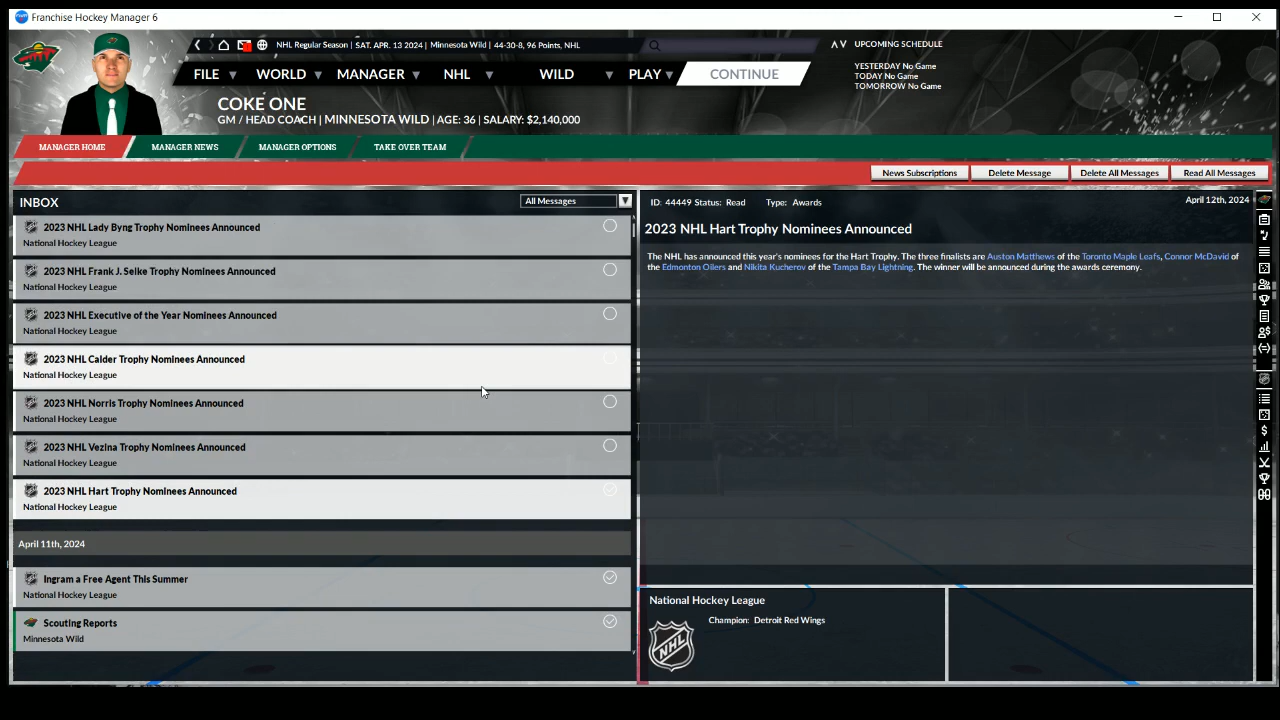 Franchise Hockey Manager 6
NHL Regular Season | SAT. APR. 13 2024 | Minnesota Wild | 44-30-8, 96 Points, NHL
FILE WORLD MANAGER NHL WILD PLAY CONTINUE
UPCOMING SCHEDULE
YESTERDAY No Game
TODAY No Game
TOMORROW No Game
COKE ONE
GM / HEAD COACH | MINNESOTA WILD | AGE: 36 | SALARY: $2,140,000
MANAGER HOME MANAGER NEWS MANAGER OPTIONS TAKE OVER TEAM
News Subscriptions Delete Message Delete All Messages Read All Messages
INBOX All Messages
2023 NHL Lady Byng Trophy Nominees Announced
National Hockey League
2023 NHL Frank J. Selke Trophy Nominees Announced
National Hockey League
2023 NHL Executive of the Year Nominees Announced
National Hockey League
2023 NHL Calder Trophy Nominees Announced
National Hockey League
2023 NHL Norris Trophy Nominees Announced
National Hockey League
2023 NHL Vezina Trophy Nominees Announced
National Hockey League
2023 NHL Hart Trophy Nominees Announced
National Hockey League
April 11th, 2024
Ingram a Free Agent This Summer
National Hockey League
Scouting Reports
Minnesota Wild
ID: 44449 Status: Read Type: Awards April 12th, 2024
2023 NHL Hart Trophy Nominees Announced
The NHL has announced this year's nominees for the Hart Trophy. The three finalists are Auston Matthews of the Toronto Maple Leafs, Connor McDavid of
the Edmonton Oilers and Nikita Kucherov of the Tampa Bay Lightning. The winner will be announced during the awards ceremony.
National Hockey League
Champion: Detroit Red Wings
NHL